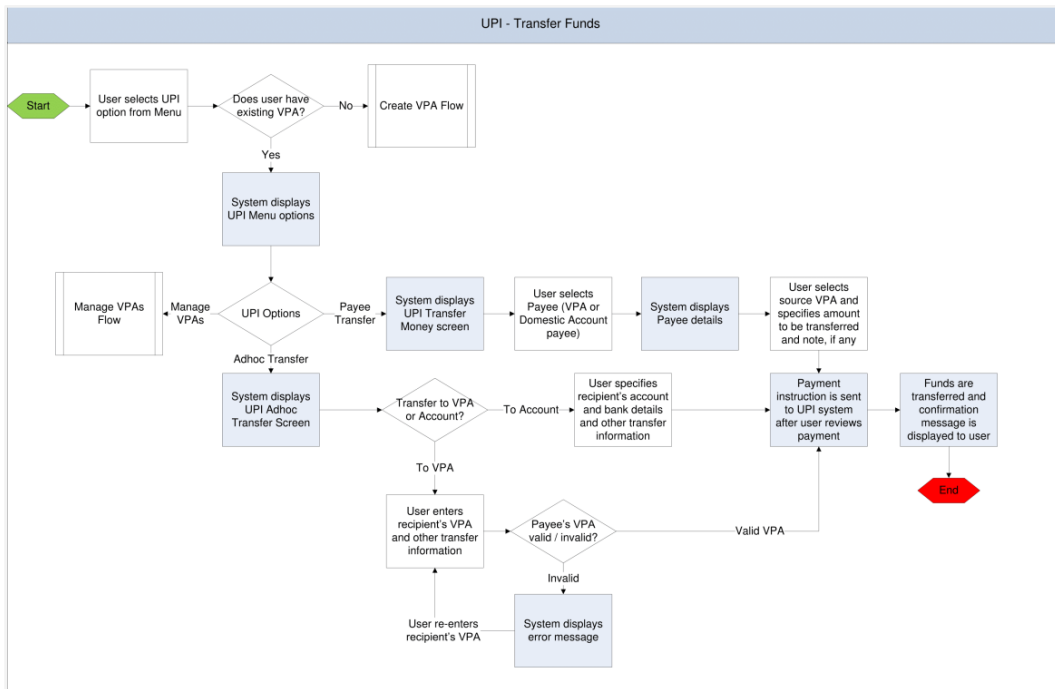 UPI - Transfer Funds
Start
User selects UPI
option from Menu
Does user have
existing VPA?
No
Create VPA Flow
Yes
System displays
UPI Menu options
Manage VPAs
Flow
Manage
VPAs
UPI Options
Payee
Transfer
System displays
UPI Transfer
Money screen
User selects
Payee (VPA or
Domestic Account
payee)
System displays
Payee details
User selects
source VPA and
specifies amount
to be transferred
and note, if any
Adhoc Transfer
System displays
UPI Adhoc
Transfer Screen
Transfer to VPA
or Account?
To Account
User specifies
recipient's account
and bank details
and other transfer
information
Payment
instruction is sent
to UPI system
after user reviews
payment
Funds are
transferred and
confirmation
message is
displayed to user
End
To VPA
User enters
recipient's VPA
and other transfer
information
Payee's VPA
valid / invalid?
Valid VPA
Invalid
System displays
error message
User re-enters
recipient's VPA